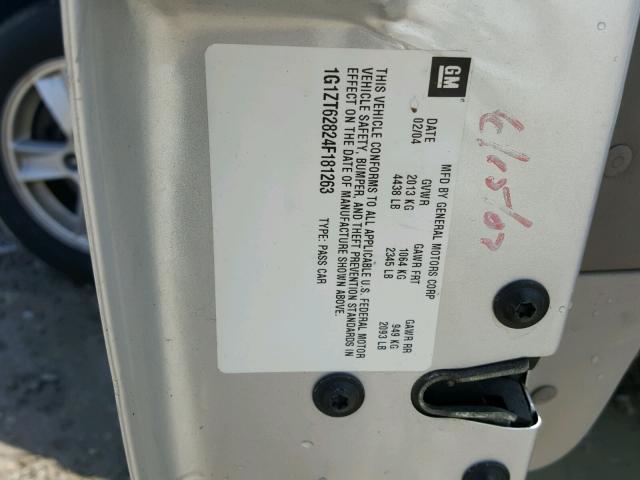 GM
MFD BY GENERAL MOTORS CORP
DATE GVWR GAWR FRT GAWR RR
02/04 2013 KG 1064 KG 949 KG
4438 LB 2345 LB 2093 LB
THIS VEHICLE CONFORMS TO ALL APPLICABLE U.S. FEDERAL MOTOR
VEHICLE SAFETY, BUMPER, AND THEFT PREVENTION STANDARDS IN
EFFECT ON THE DATE OF MANUFACTURE SHOWN ABOVE.
1G1ZT62824F181263 TYPE: PASS CAR